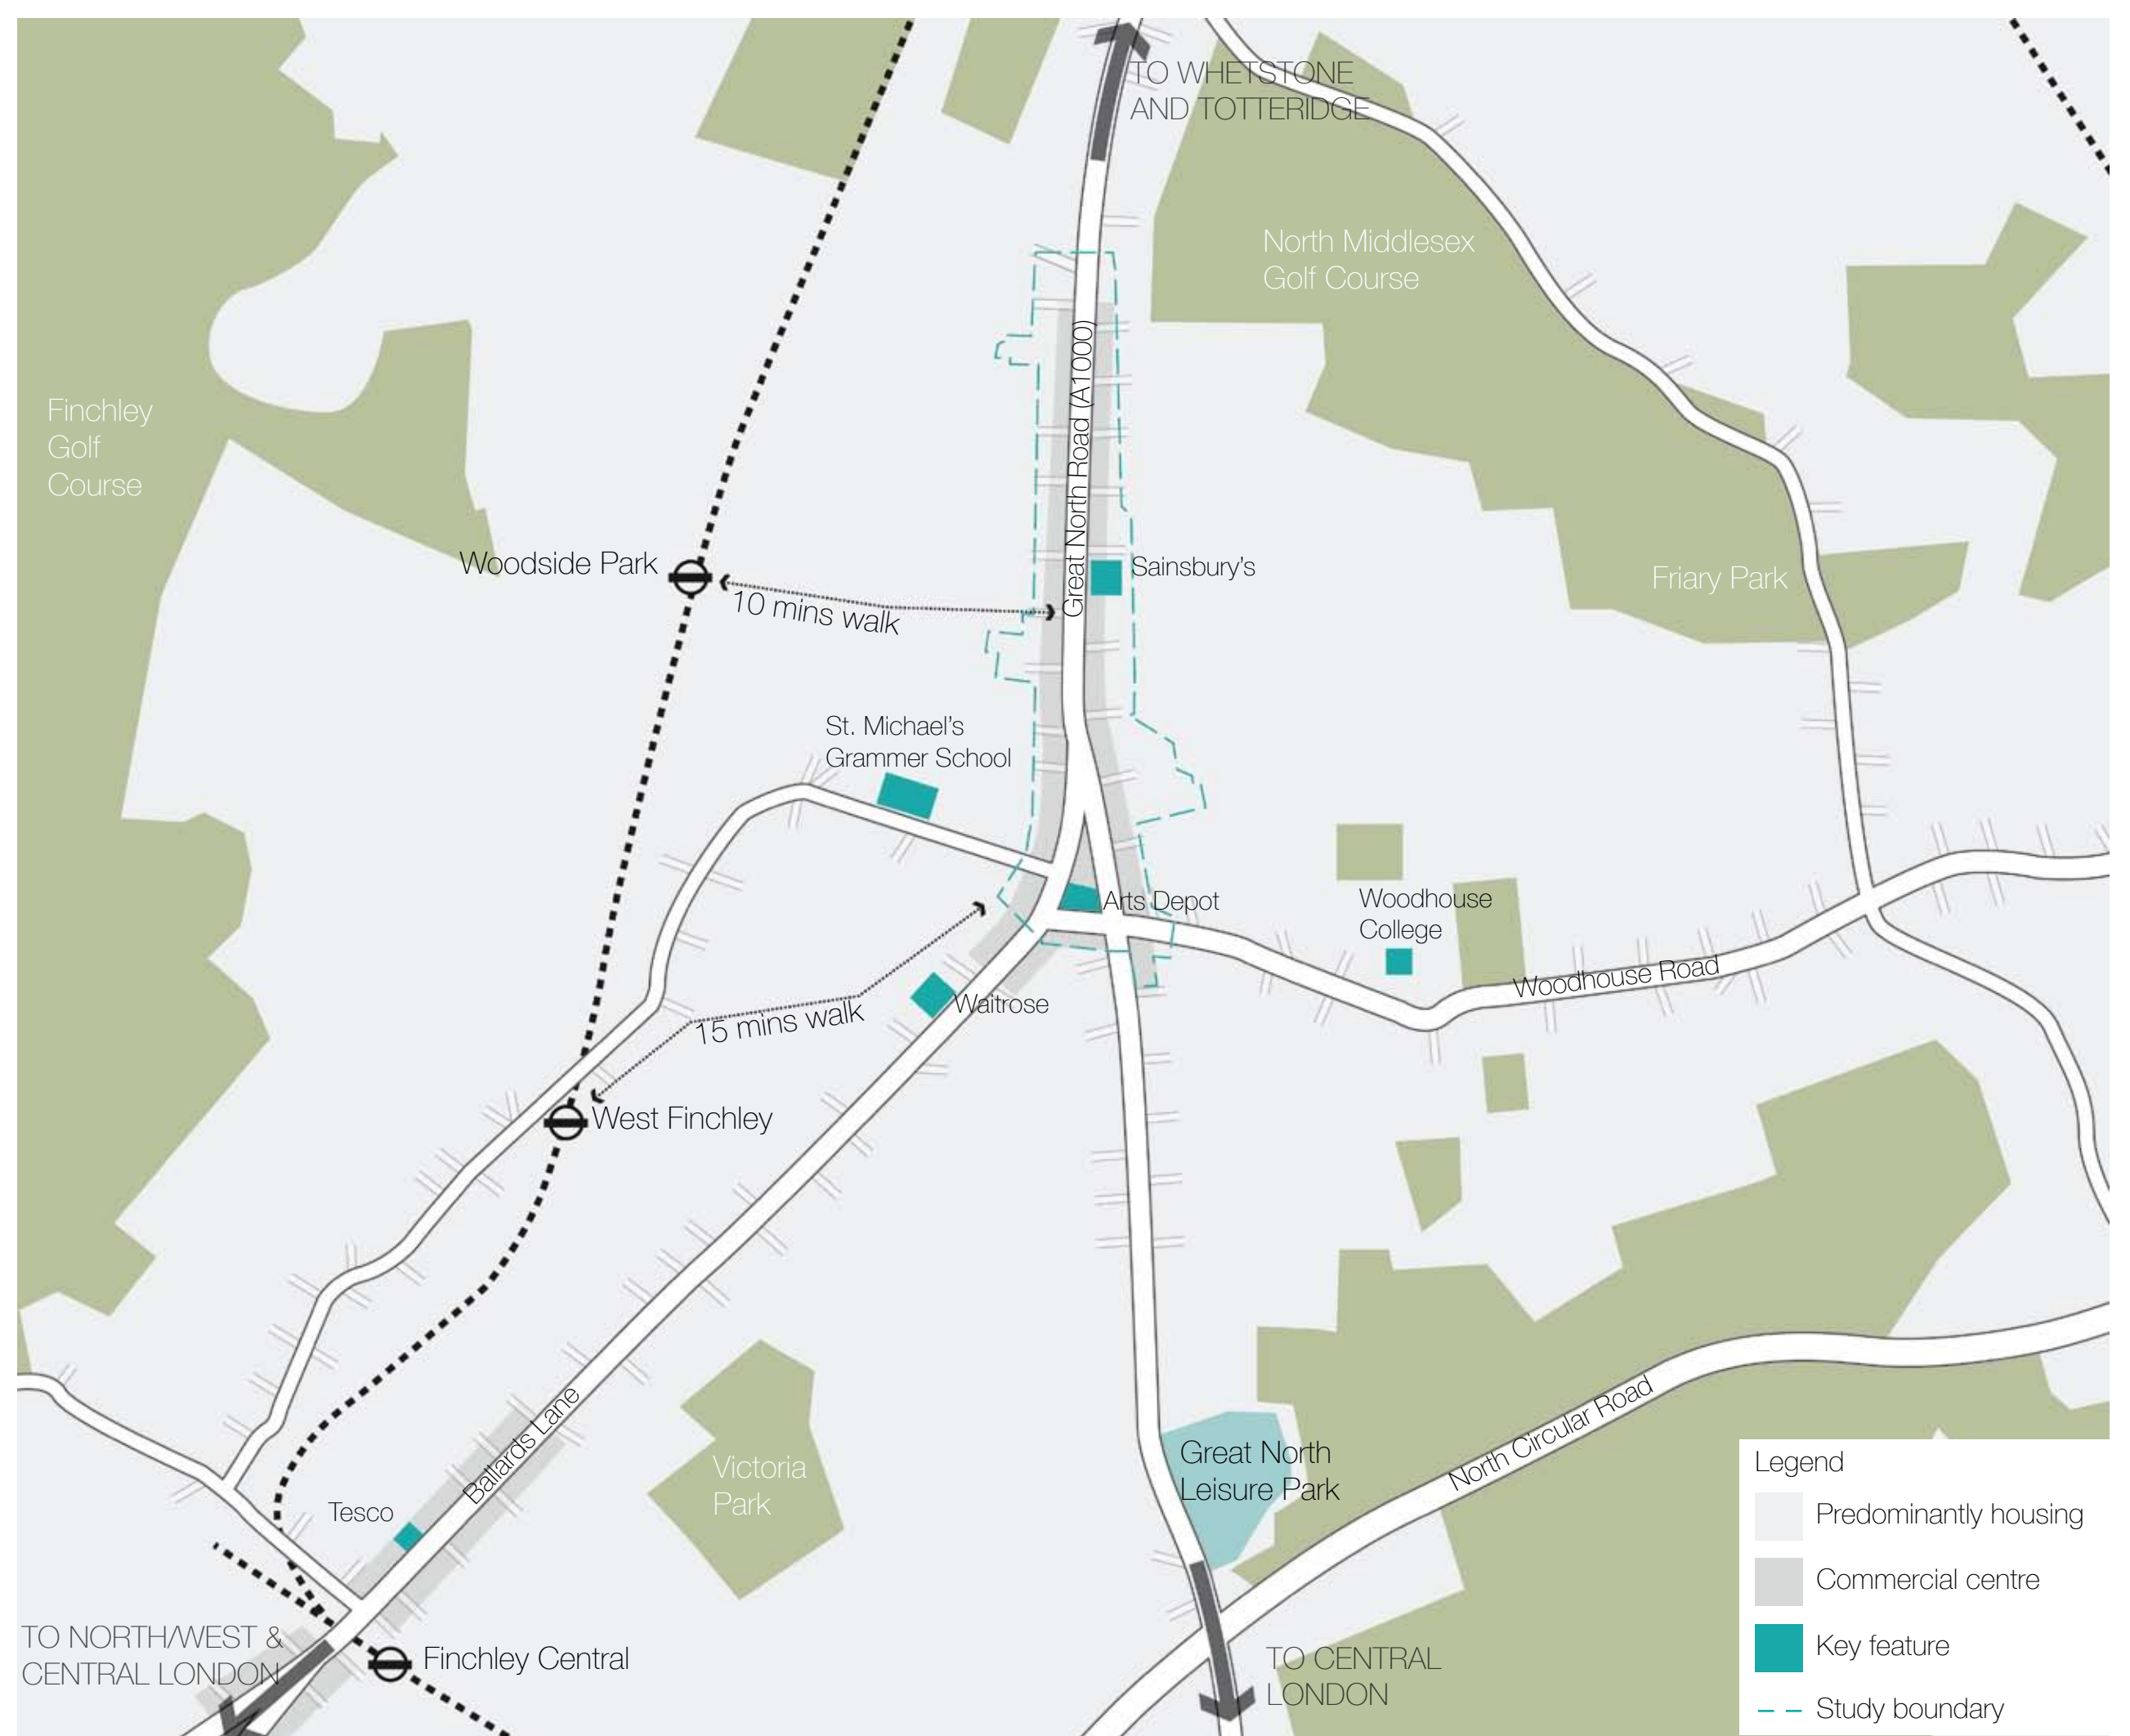 TO WHETSTONE
AND TOTTERIDGE
North Middlesex
Golf Course
Great North Road (A1000)
Finchley
Golf
Course
Woodside Park
10 mins walk
Sainsbury's
Friary Park
St. Michael's
Grammer School
Arts Depot
Woodhouse
College
Woodhouse Road
Waitrose
15 mins walk
West Finchley
Ballards Lane
Victoria
Park
Great North
Leisure Park
North Circular Road
Tesco
TO NORTH/WEST &
CENTRAL LONDON
Finchley Central
TO CENTRAL
LONDON
Legend
Predominantly housing
Commercial centre
Key feature
Study boundary